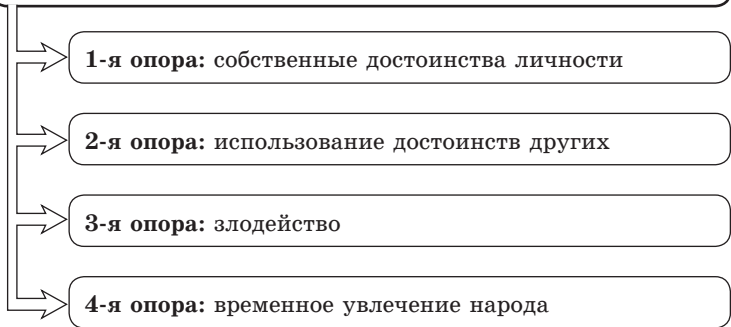 1-я опора: собственные достоинства личности
2-я опора: использование достоинств других
3-я опора: злодейство
4-я опора: временное увлечение народа